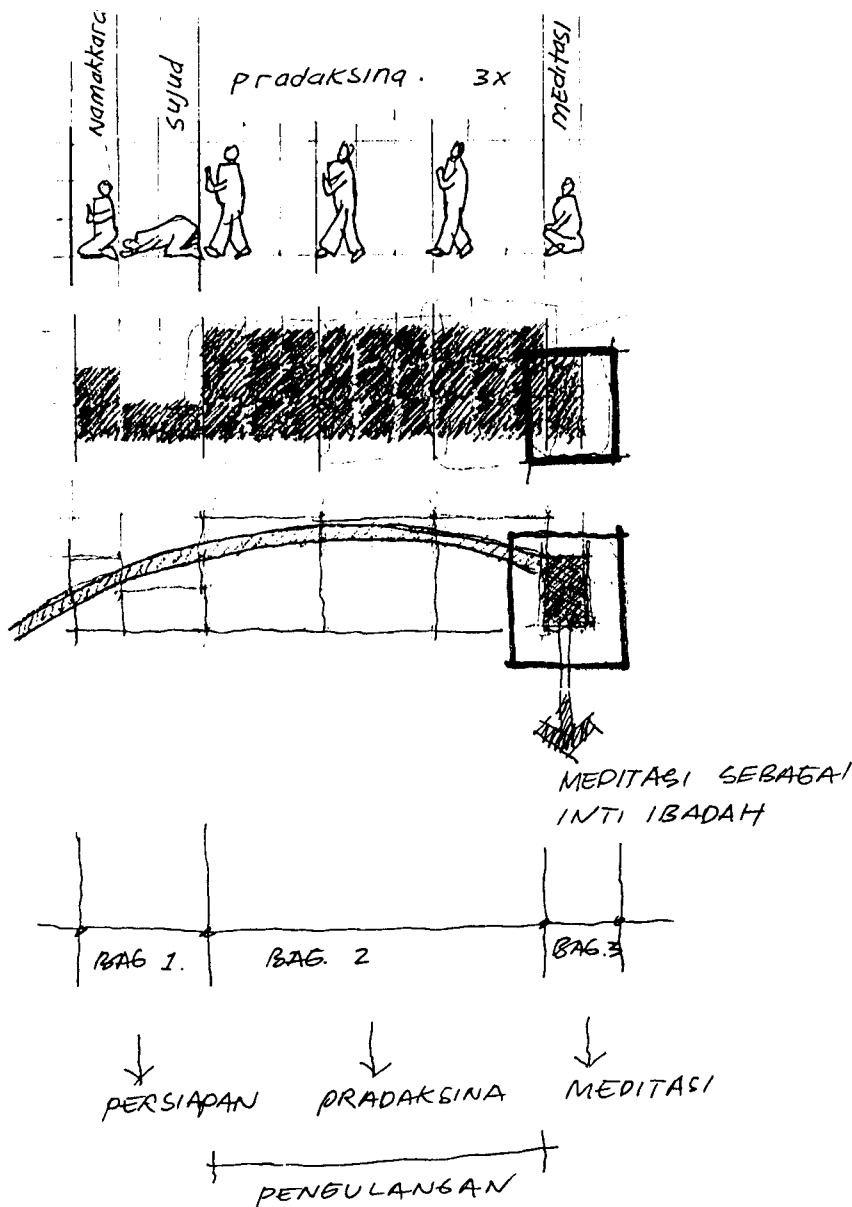 Namakkara
sujud
pradaksina. 3x
MEDITASI
MEDITASI SEBAGAI
INTI IBADAH
BAG 1.
BAG. 2
BAG.3
PERSIAPAN
PRADAKSINA
MEDITASI
PENGULANGAN